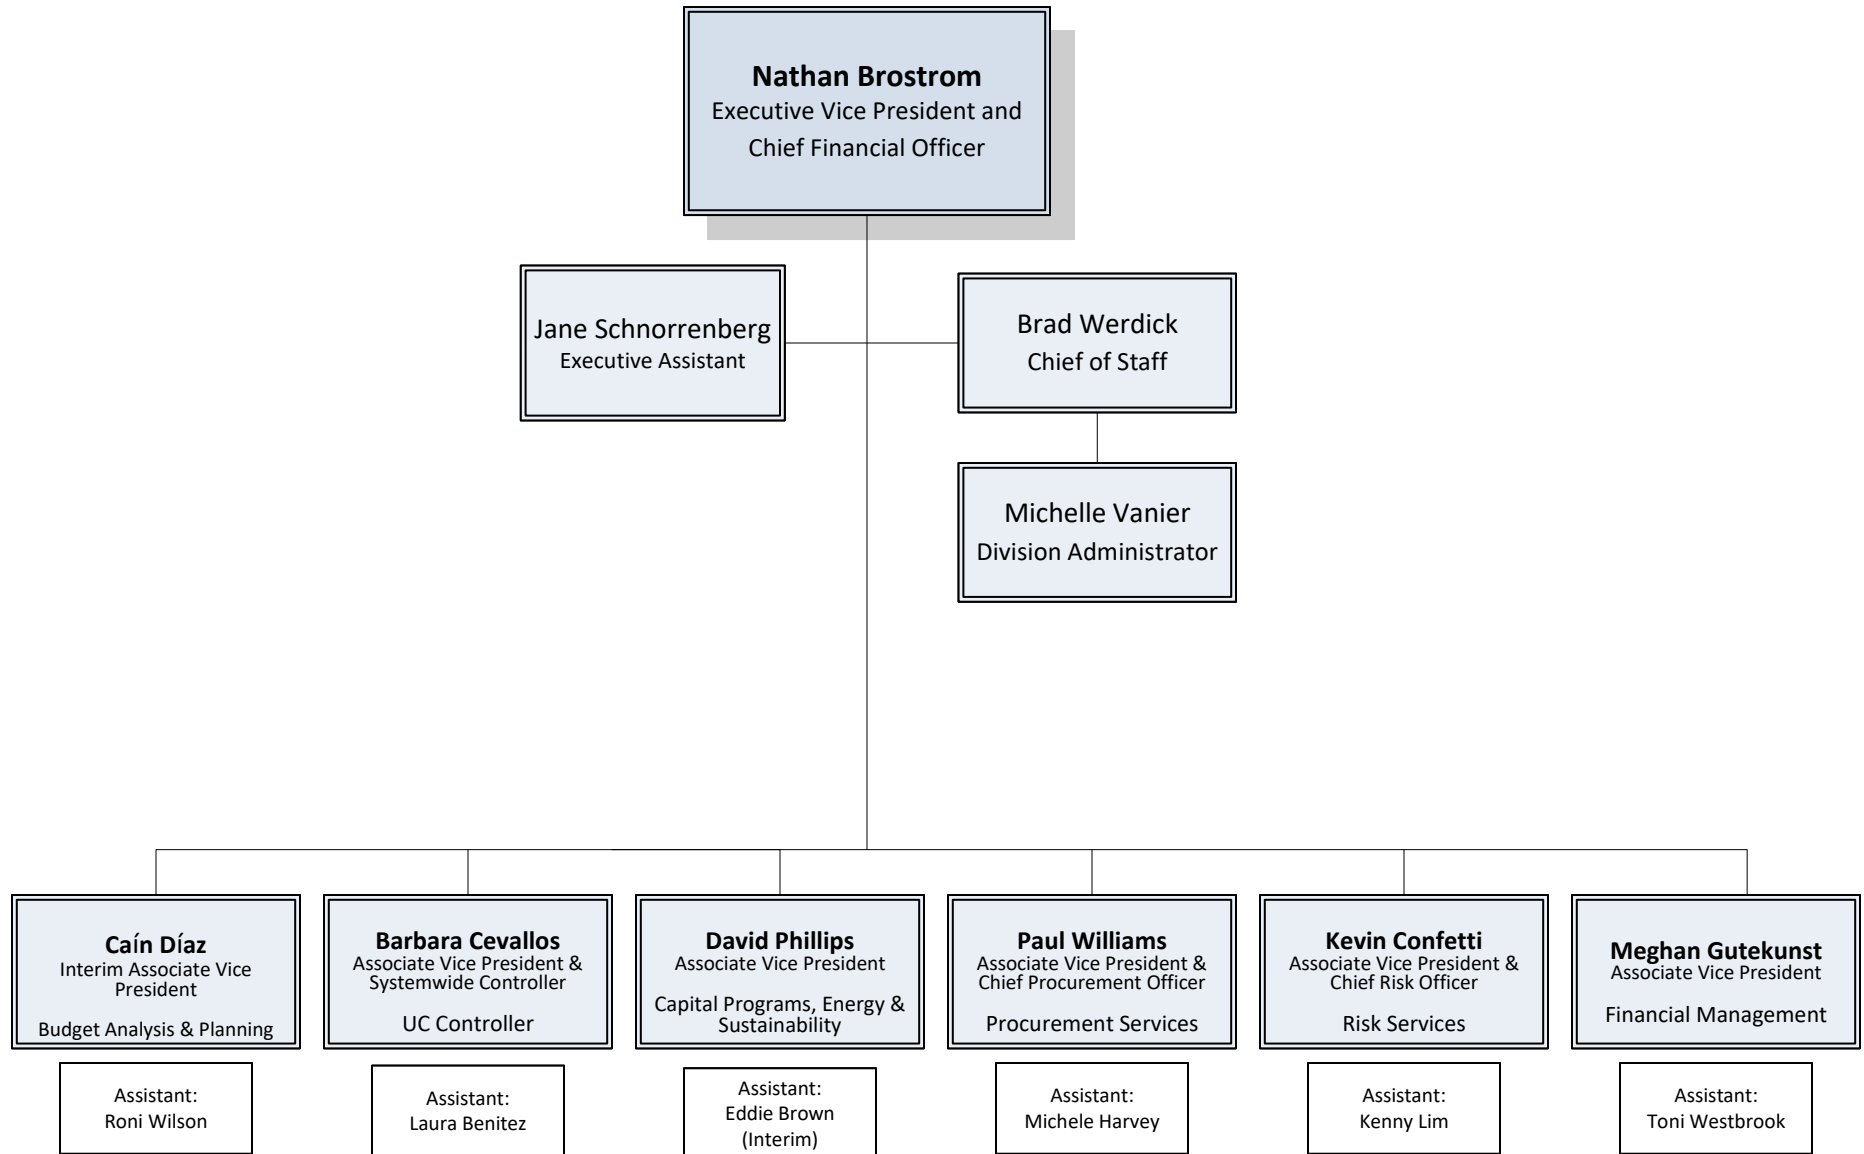 Nathan Brostrom
Executive Vice President and
Chief Financial Officer
Jane Schnorrenberg
Executive Assistant
Brad Werdick
Chief of Staff
Michelle Vanier
Division Administrator
Caín Díaz
Interim Associate Vice
President
Budget Analysis & Planning
Barbara Cevallos
Associate Vice President &
Systemwide Controller
UC Controller
David Phillips
Associate Vice President
Capital Programs, Energy &
Sustainability
Paul Williams
Associate Vice President &
Chief Procurement Officer
Procurement Services
Kevin Confetti
Associate Vice President &
Chief Risk Officer
Risk Services
Meghan Gutekunst
Associate Vice President
Financial Management
Assistant:
Roni Wilson
Assistant:
Laura Benitez
Assistant:
Eddie Brown
(Interim)
Assistant:
Michele Harvey
Assistant:
Kenny Lim
Assistant:
Toni Westbrook